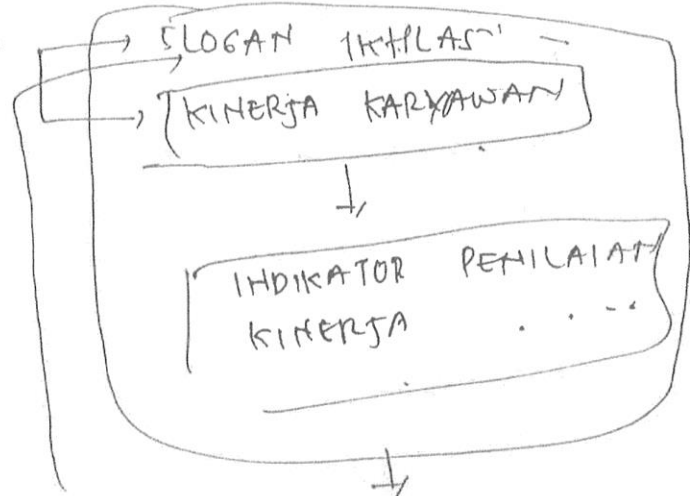 SLOGAN IKHLAS –
KINERJA KARYAWAN
INDIKATOR PENILAIAN
KINERJA . . . .